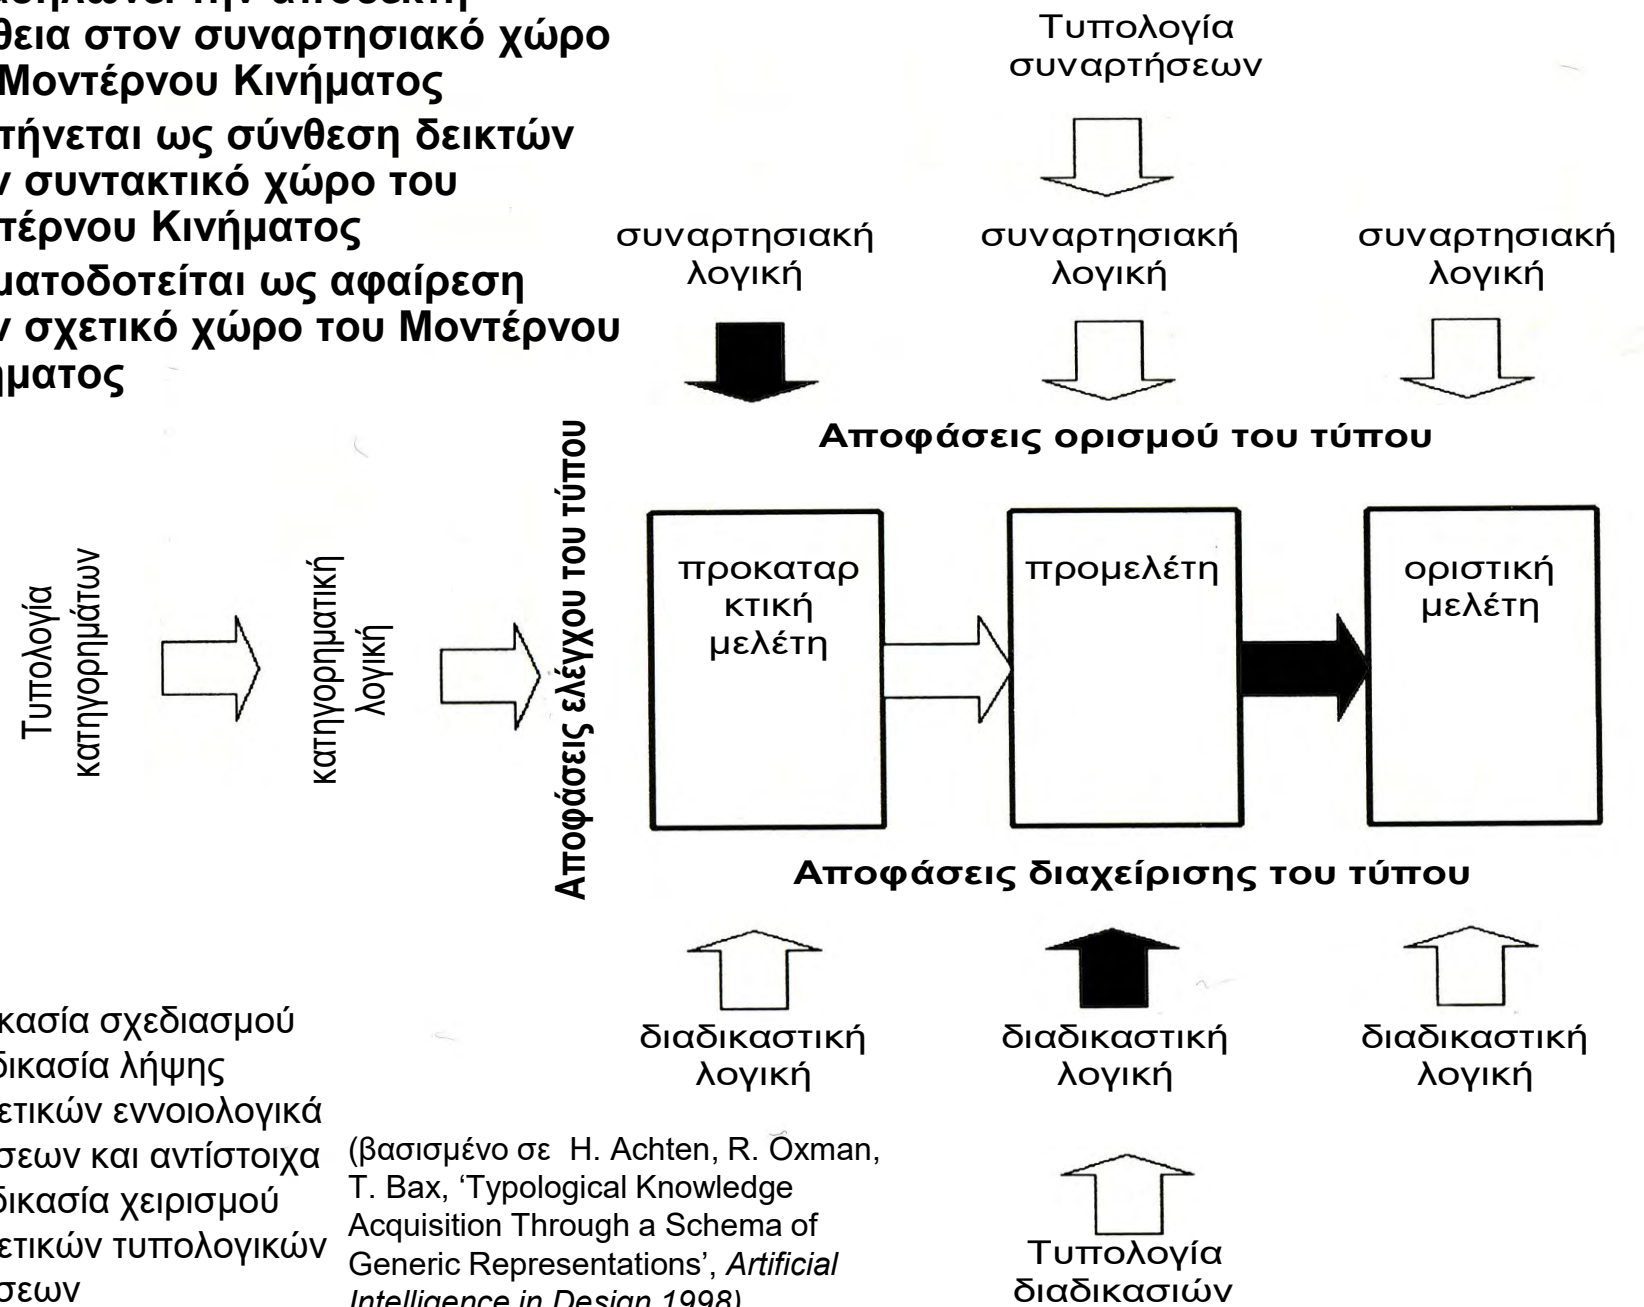 θεια στον συναρτησιακό χώρο
Μοντέρνου Κινήματος
τήνεται ως σύνθεση δεικτών
ν συντακτικό χώρο του
τέρνου Κινήματος
ματοδοτείται ως αφαίρεση
ν σχετικό χώρο του Μοντέρνου
ματος
Τυπολογία
συναρτήσεων
συναρτησιακή
λογική
συναρτησιακή
λογική
συναρτησιακή
λογική
Αποφάσεις ορισμού του τύπου
Τυπολογία
κατηγορημάτων
κατηγορηματική
λογική
Αποφάσεις ελέγχου του τύπου
προκαταρ
κτική
μελέτη
προμελέτη
οριστική
μελέτη
Αποφάσεις διαχείρισης του τύπου
διαδικαστική
λογική
διαδικαστική
λογική
διαδικαστική
λογική
Τυπολογία
διαδικασιών
κασία σχεδιασμού
δικασία λήψης
ετικών εννοιολογικά
σεων και αντίστοιχα
δικασία χειρισμού
ετικών τυπολογικών
σεων
(βασισμένο σε H. Achten, R. Oxman,
T. Bax, ‘Typological Knowledge
Acquisition Through a Schema of
Generic Representations’, Artificial
Intelligence in Design 1998)